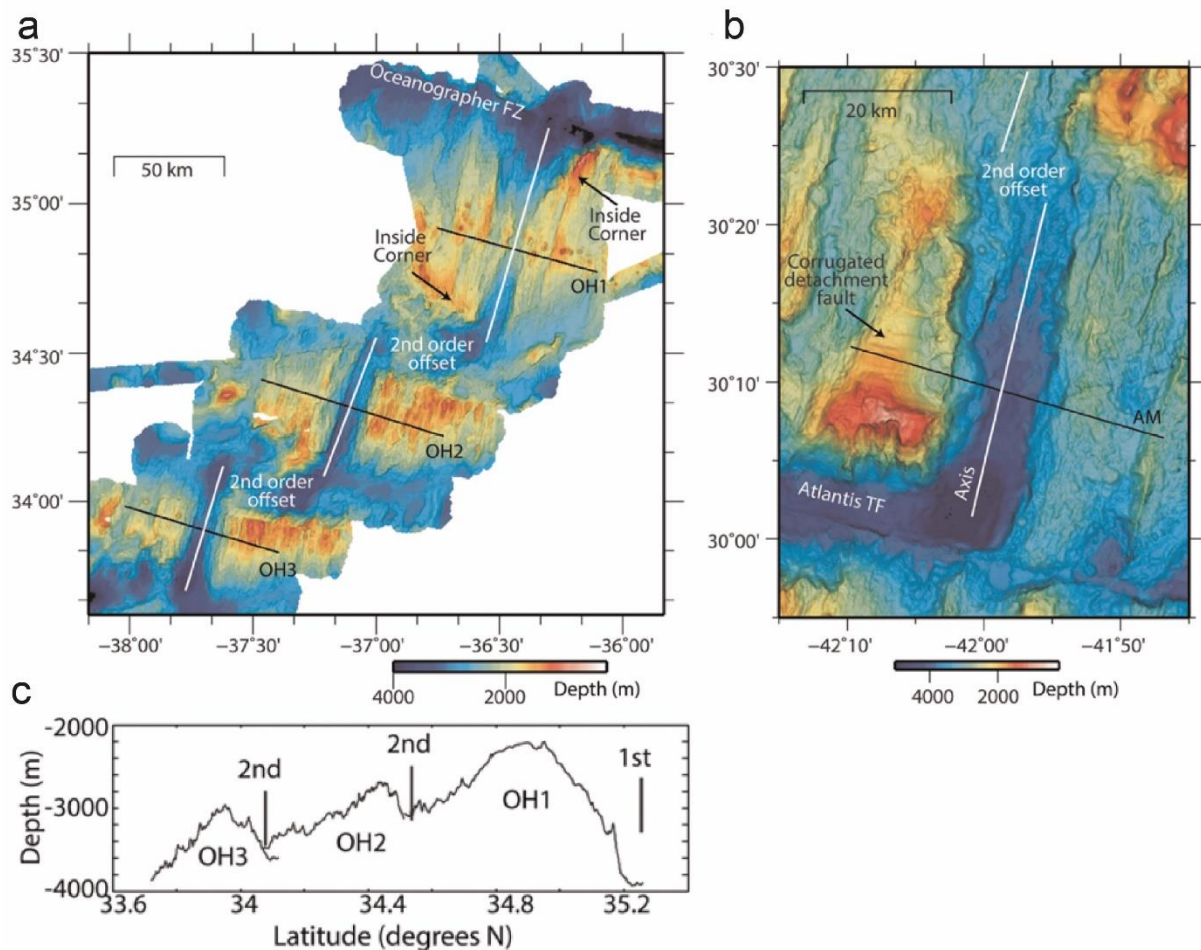 a
35°30'
35°00'
34°30'
34°00'
Oceanographer FZ
50 km
Inside
Corner
Inside
Corner
OH1
2nd order
offset
OH2
2nd order
offset
OH3
−38°00'
−37°30'
−37°00'
−36°30'
−36°00'
4000
2000
Depth (m)
b
30°30'
30°20'
30°10'
30°00'
20 km
2nd order
offset
Corrugated
detachment
fault
AM
Axis
Atlantis TF
−42°10'
−42°00'
−41°50'
4000
2000
Depth (m)
c
-2000
-3000
-4000
Depth (m)
2nd
2nd
1st
OH3
OH2
OH1
33.6
34
34.4
34.8
35.2
Latitude (degrees N)